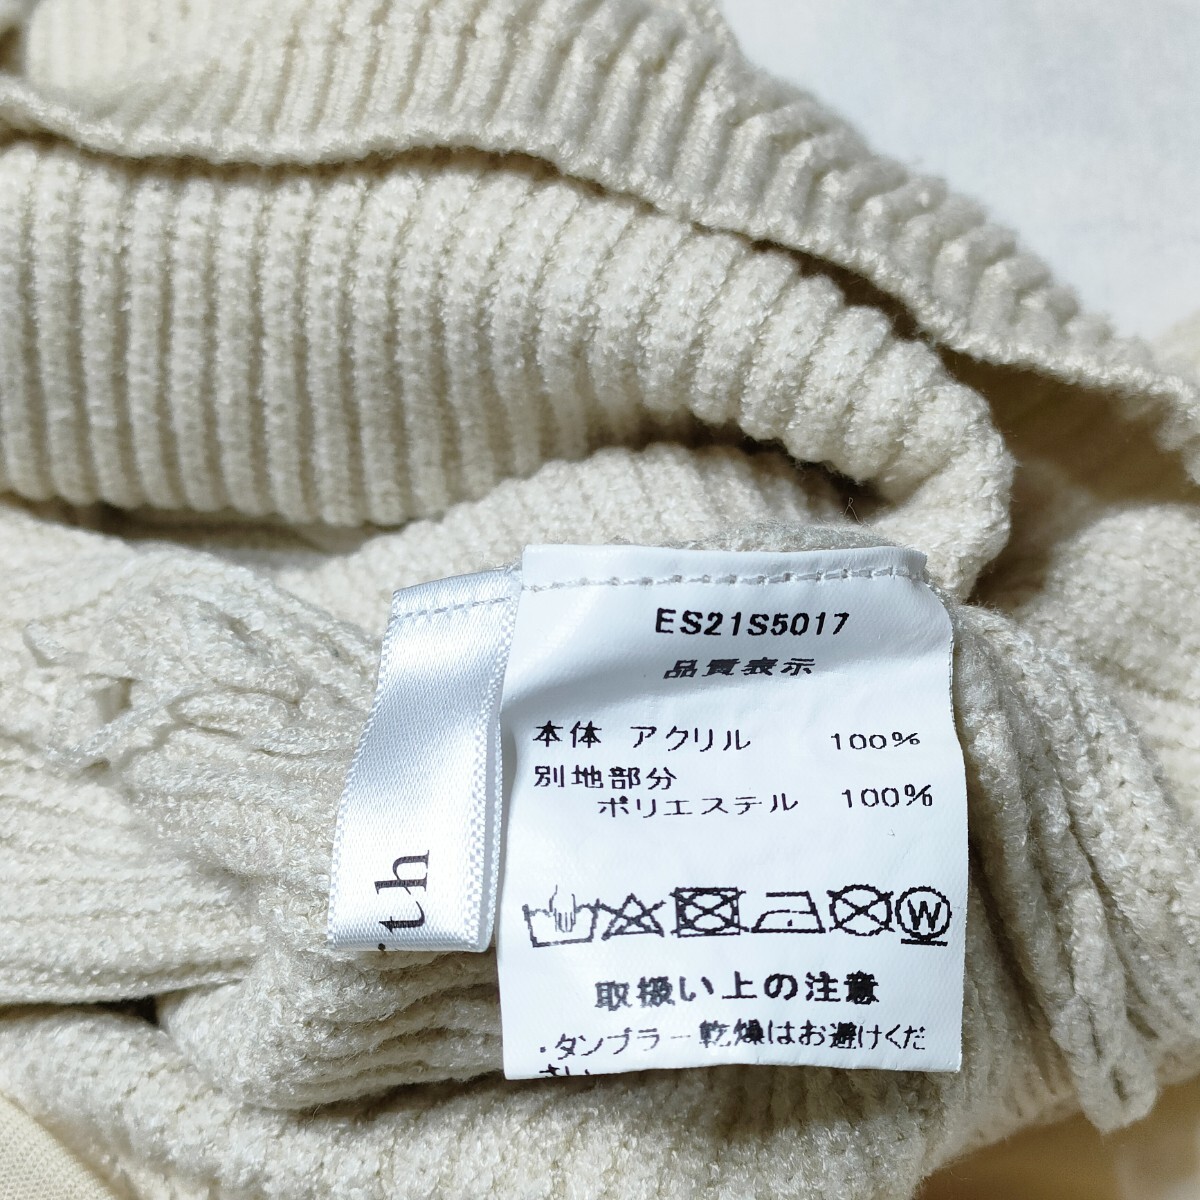 ES21S5017
品質表示
本体 アクリル 100%
別地部分
ポリエステル 100%
W
取扱い上の注意
・タンブラー乾燥はお避けくだ
さい
th